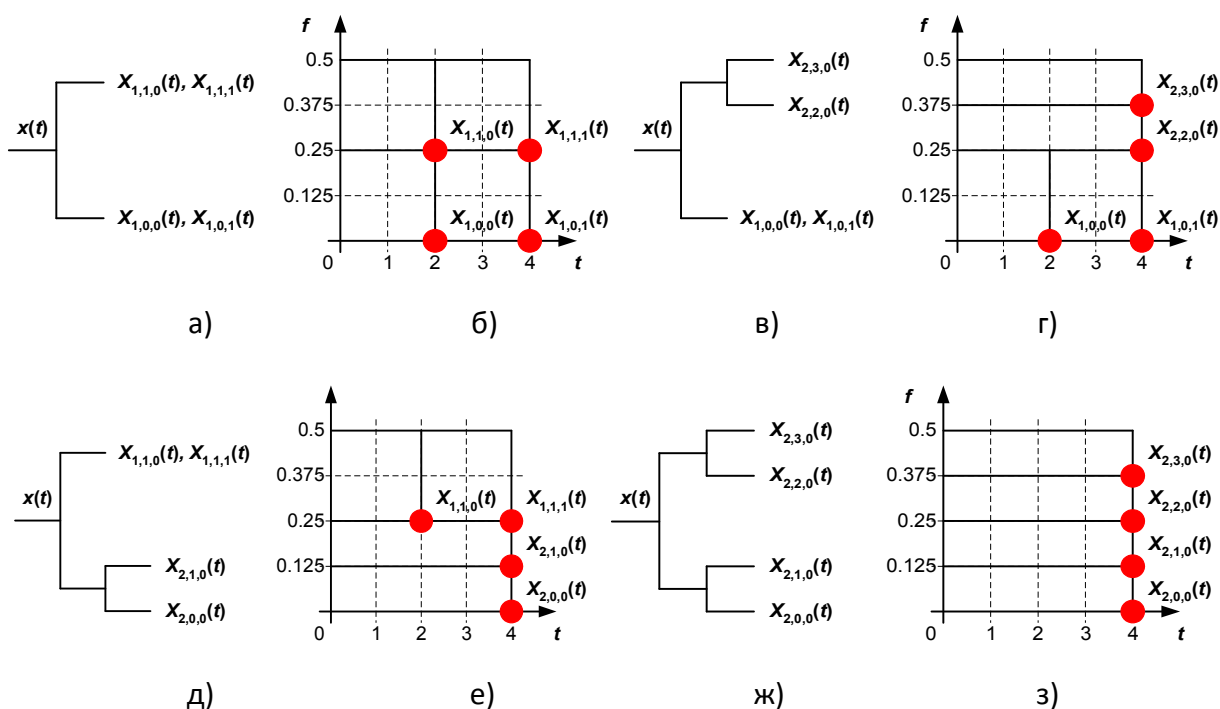 x(t)
X1,1,0(t), X1,1,1(t)
X1,0,0(t), X1,0,1(t)
а)
f
0.5
0.375
0.25
0.125
0
1
2
3
4
t
X1,1,0(t)
X1,1,1(t)
X1,0,0(t)
X1,0,1(t)
б)
x(t)
X2,3,0(t)
X2,2,0(t)
X1,0,0(t), X1,0,1(t)
в)
f
0.5
0.375
0.25
0.125
0
1
2
3
4
t
X2,3,0(t)
X2,2,0(t)
X1,0,0(t)
X1,0,1(t)
г)
x(t)
X1,1,0(t), X1,1,1(t)
X2,1,0(t)
X2,0,0(t)
д)
0.5
0.375
0.25
0.125
0
1
2
3
4
t
X1,1,0(t)
X1,1,1(t)
X2,1,0(t)
X2,0,0(t)
е)
x(t)
X2,3,0(t)
X2,2,0(t)
X2,1,0(t)
X2,0,0(t)
ж)
f
0.5
0.375
0.25
0.125
0
1
2
3
4
t
X2,3,0(t)
X2,2,0(t)
X2,1,0(t)
X2,0,0(t)
з)